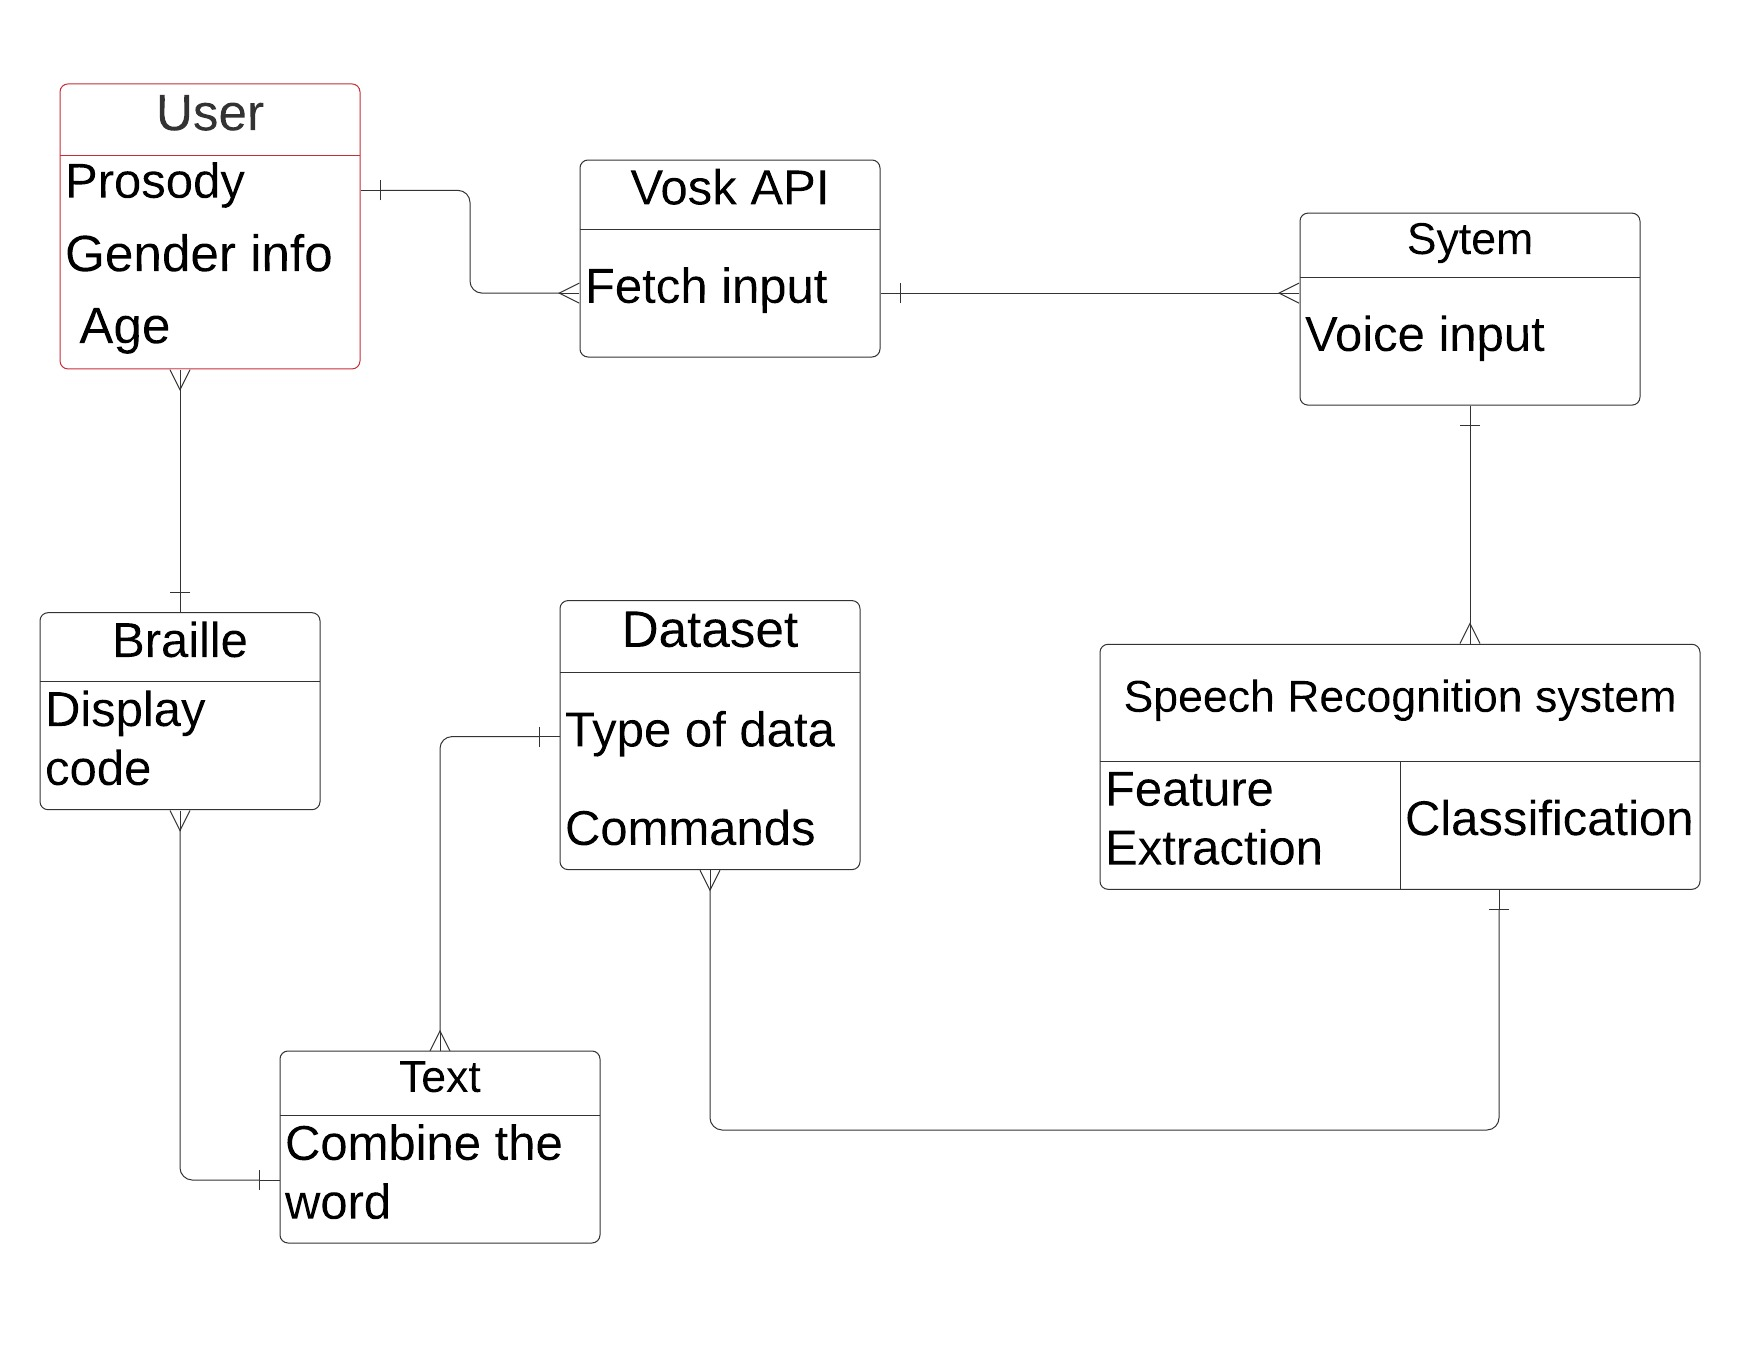 User
Prosody
Gender info
Age
Vosk API
Fetch input
Sytem
Voice input
Braille
Display
code
Dataset
Type of data
Commands
Speech Recognition system
Feature
Extraction
Classification
Text
Combine the
word